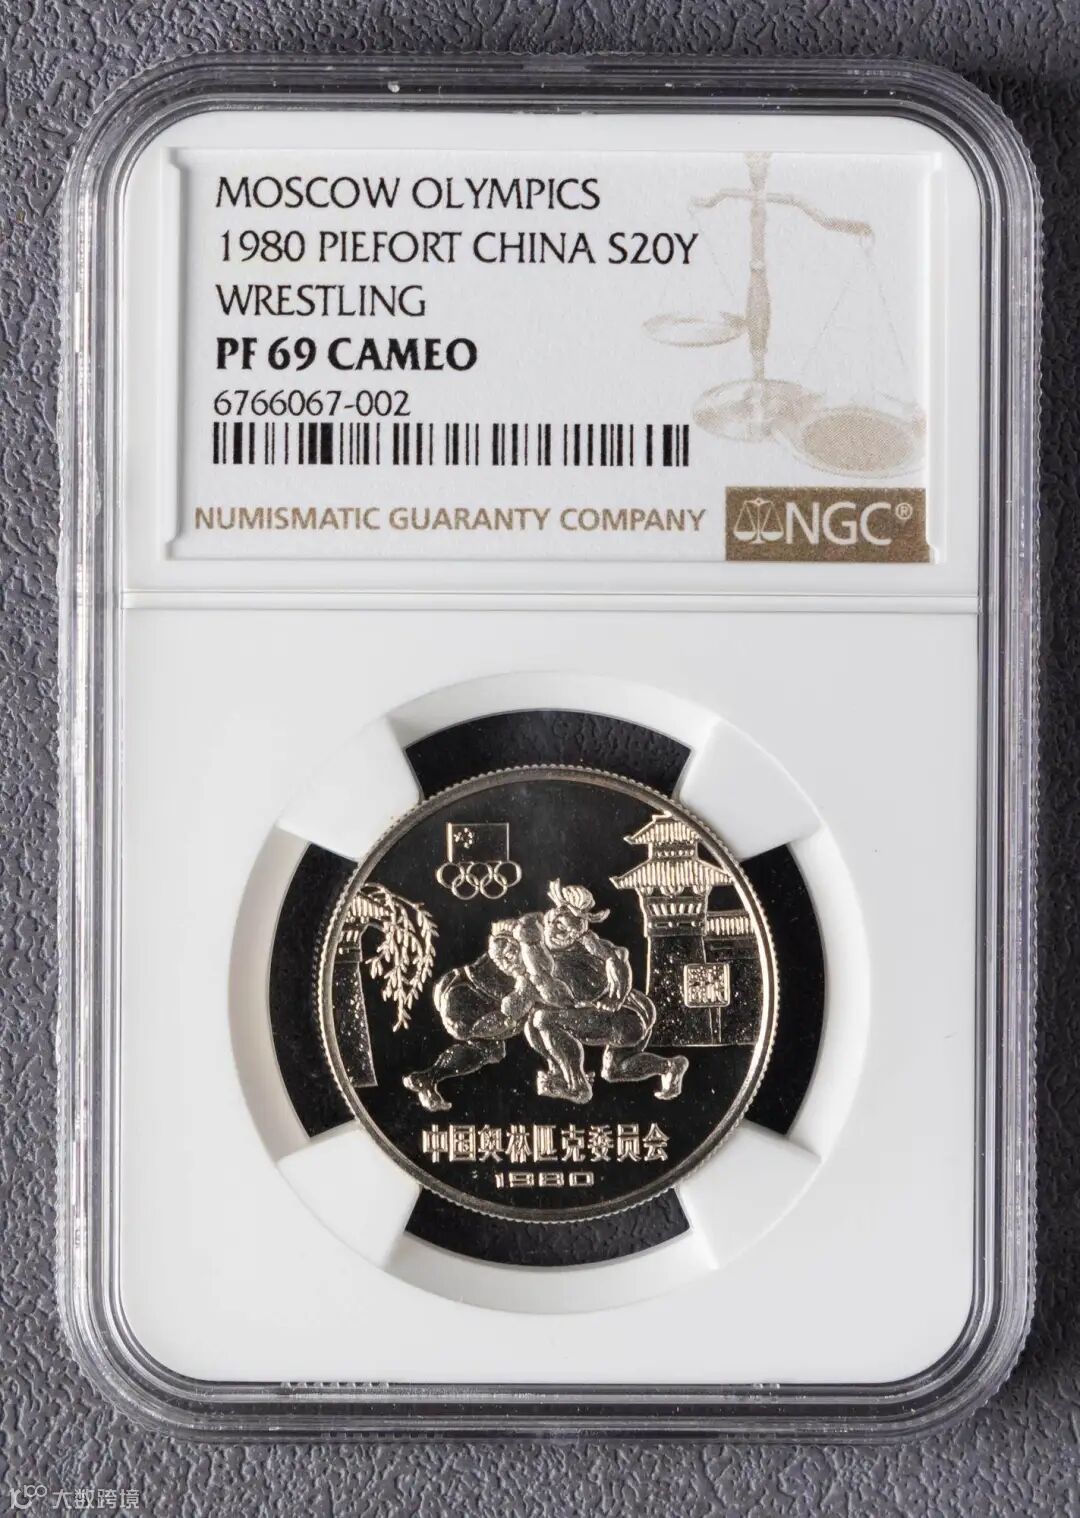 MOSCOW OLYMPICS
1980 PIEFORT CHINA S20Y
WRESTLING
PF 69 CAMEO
6766067-002
NUMISMATIC GUARANTY COMPANY
NGC®
中国奥林匹克委员会
1980
大数跨境